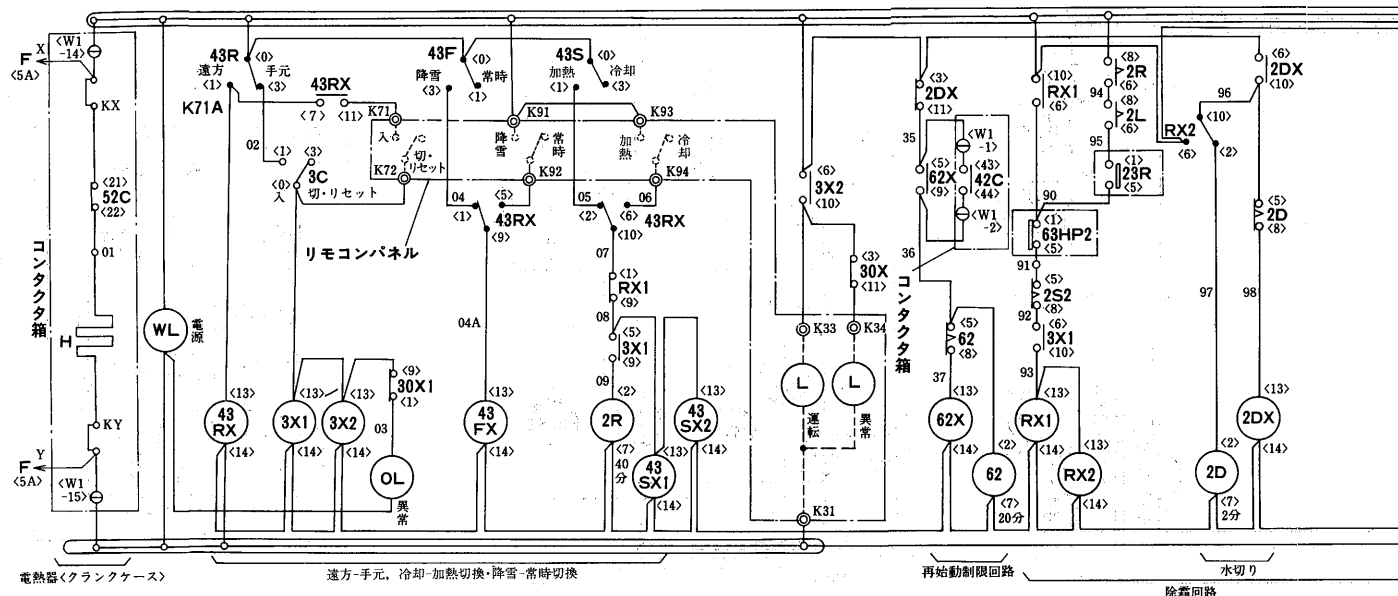 F X <W1-14>
<5A>
KX
<21>
52C
<22>
01
コンタクタ箱
H
KY
Y
F
<5A>
<W1-15>
電熱器<クランクケース>
WL 電源
43R <0>
遠方 手元
<1> <3>
K71A
43RX
<7> <11>
02
<1> <3>
3C
<0> 切・リセット
入
K71
入
切・リセット
K72
リモコンパネル
43F <0>
降雪 常時
<3> <1>
43S <0>
加熱 冷却
<1> <3>
K91
降雪 常時
K92
K93
加熱 冷却
K94
04 <5>
<1> 43RX
<9>
05 06
<2> <6> 43RX
<10>
07
<1>
RX1
<9>
08 <5>
3X1
<9>
09
04A
<13>
43RX
<14>
<13>
3X1
<14>
<13>
3X2
<14>
<9>
30X1
<1>
03
OL
異常
<13>
43FX
<14>
<2>
2R
<7>
40分
<13>
43SX1
<14>
<13>
43SX2
<14>
遠方-手元, 冷却-加熱切換・降雪-常時切換
<6>
3X2
<10>
<3>
30X
<11>
K33
K34
L
運転
L
異常
K31
<3>
2DX
<11>
35
<5>
62X
<9>
<W1-1>
<43>
42C
<44>
<W1-2>
コンタクタ箱
36
<5>
62
<8>
37
<13>
62X
<14>
<2>
62
<7>
20分
再始動制限回路
<10>
RX1
<6>
<8>
2R
<6>
94
<8>
2L
<6>
95
<1>
23R
<5>
90
<1>
63HP2
<5>
91
<5>
2S2
<8>
92
<6>
3X1
<10>
93
<13>
RX1
<14>
<13>
RX2
<14>
RX2
<6>
<10>
<2>
96
<6>
2DX
<10>
<5>
2D
<8>
97
98
<2>
2D
<7>
2分
<13>
2DX
<14>
水切り
除霜回路